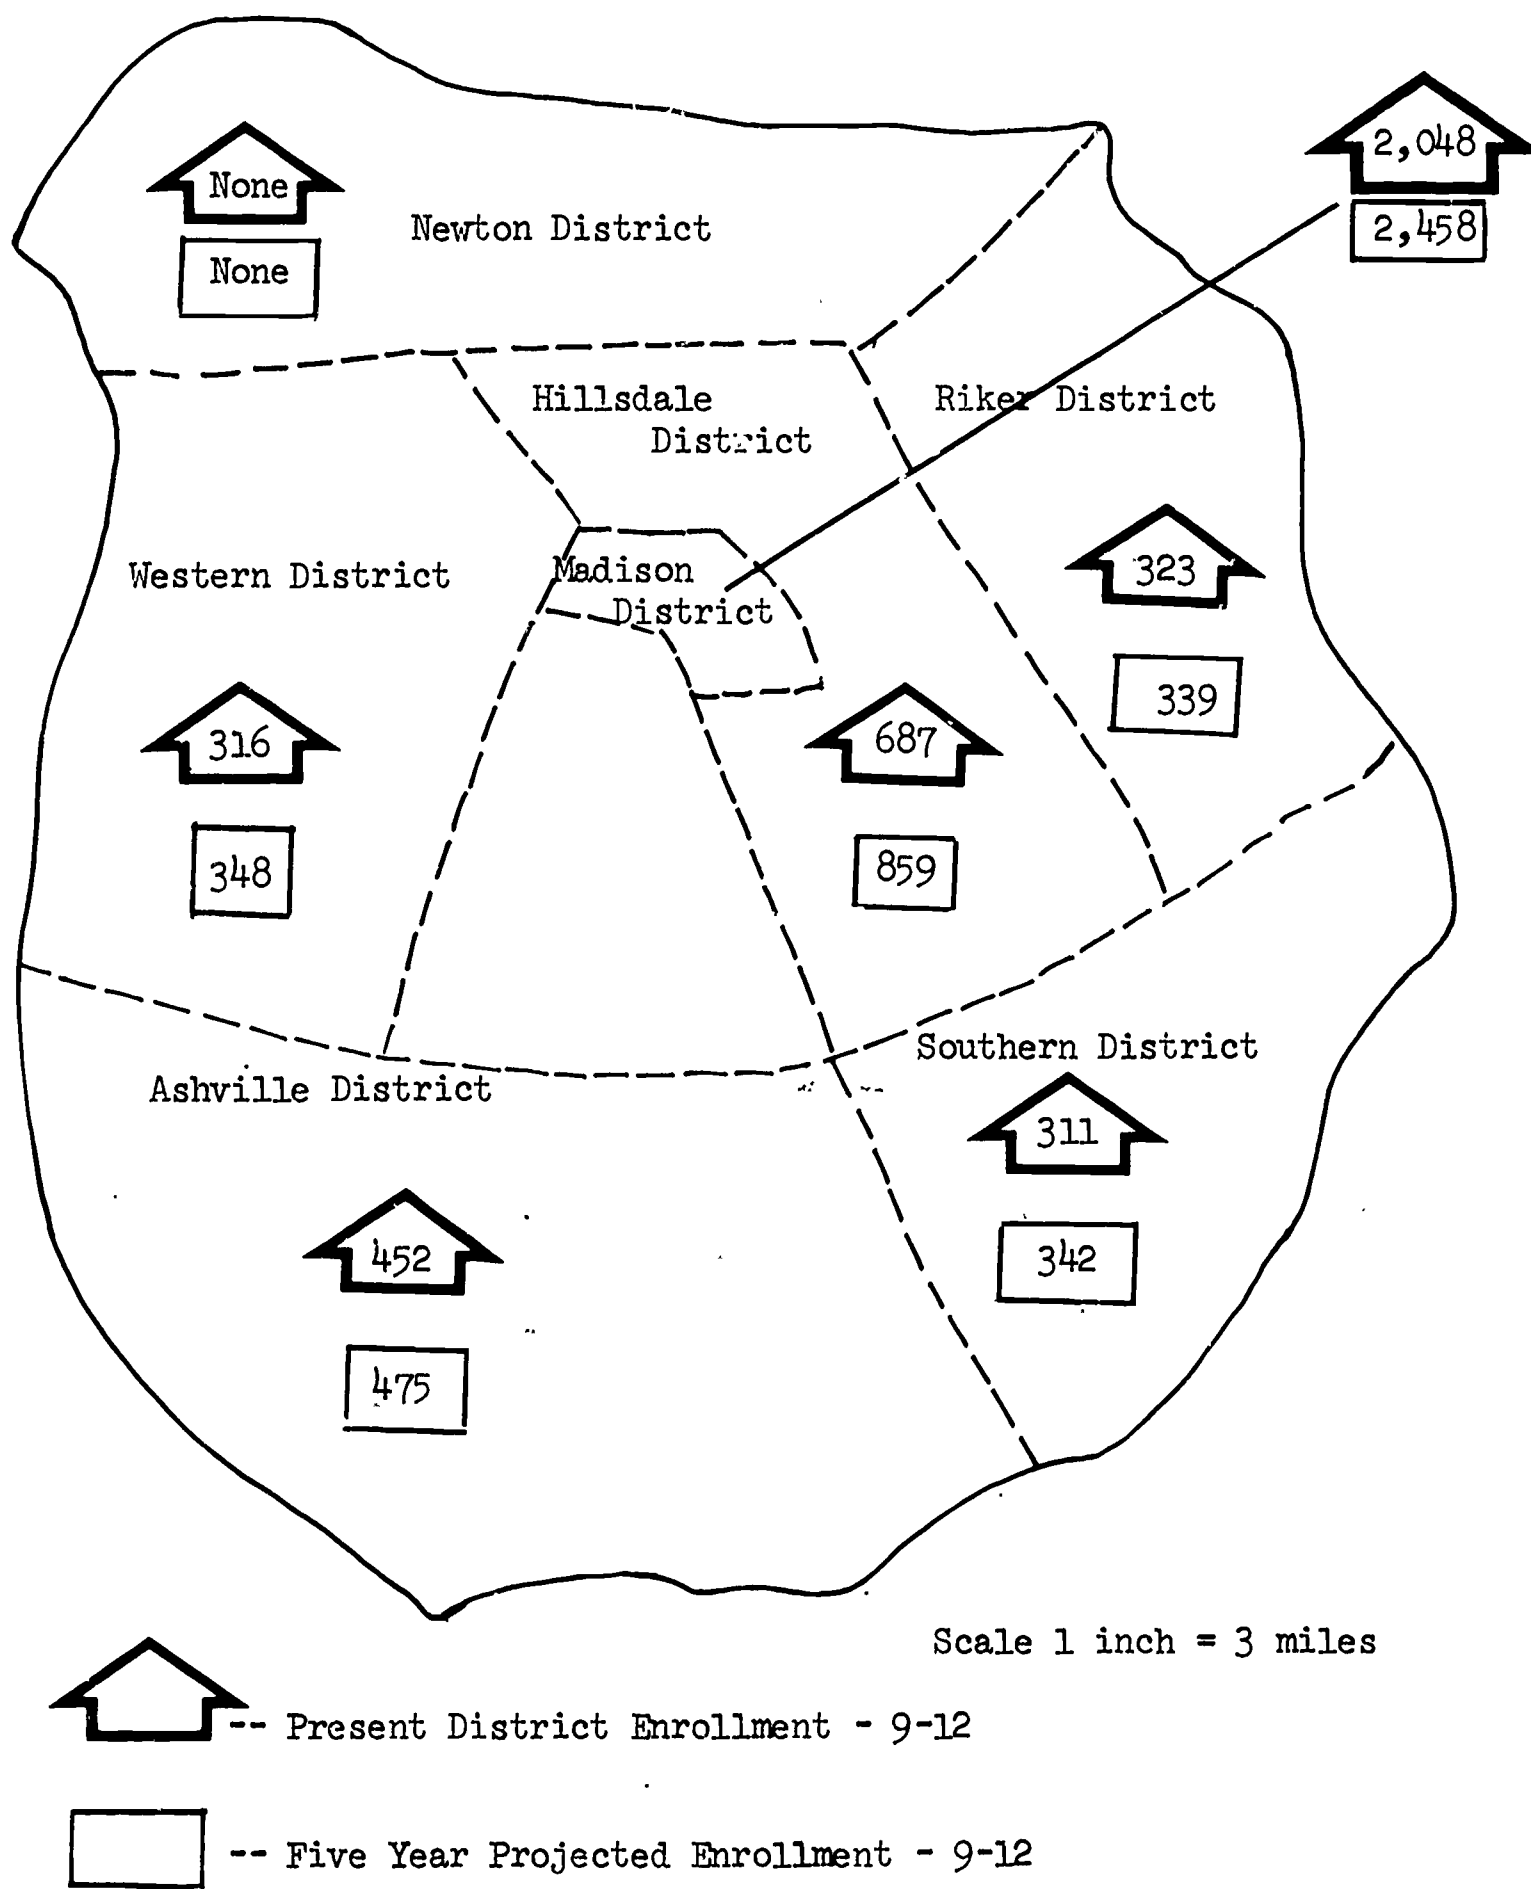 2,048
2,458
None
None
Newton District
Hillsdale
District
Riker District
Western District
Madison
District
323
339
316
348
687
859
Southern District
Ashville District
311
342
452
475
Scale 1 inch = 3 miles
-- Present District Enrollment - 9-12
-- Five Year Projected Enrollment - 9-12